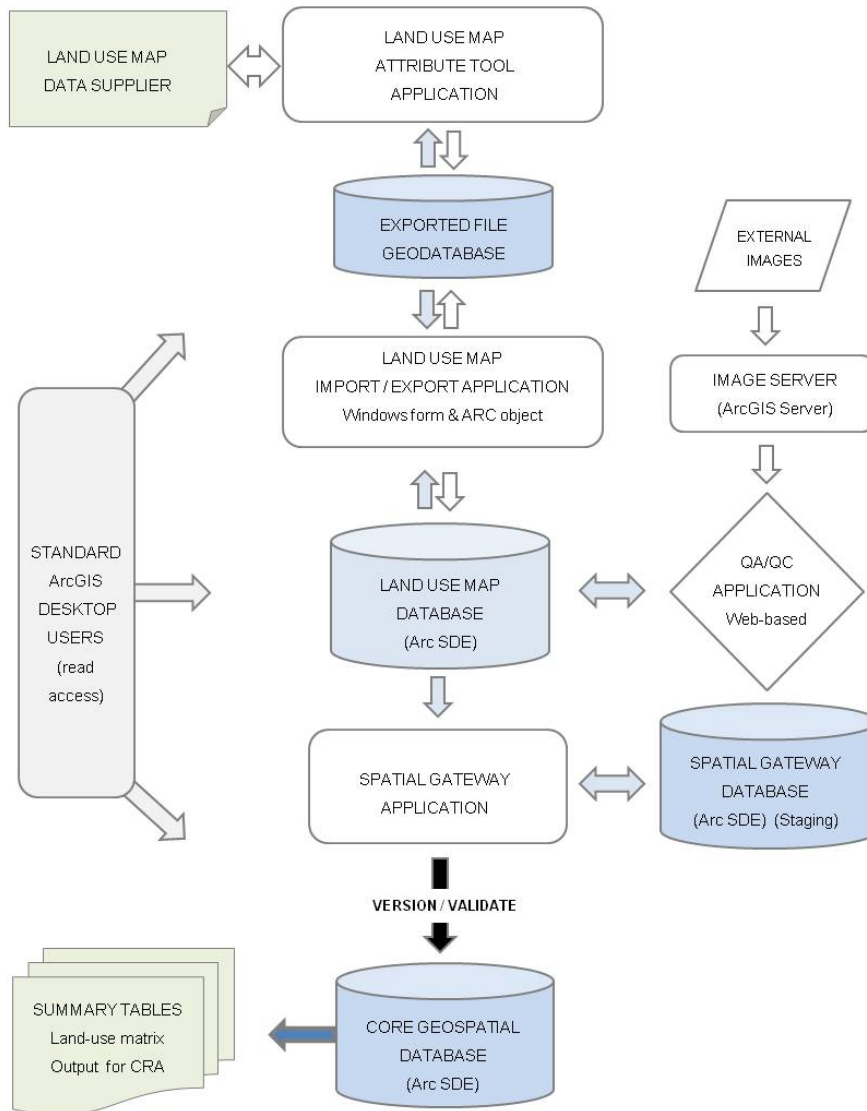 LAND USE MAP
DATA SUPPLIER
LAND USE MAP
ATTRIBUTE TOOL
APPLICATION
EXPORTED FILE
GEODATABASE
EXTERNAL
IMAGES
LAND USE MAP
IMPORT / EXPORT APPLICATION
Windows form & ARC object
IMAGE SERVER
(ArcGIS Server)
STANDARD
ArcGIS
DESKTOP
USERS
(read
access)
LAND USE MAP
DATABASE
(Arc SDE)
QA/QC
APPLICATION
Web-based
SPATIAL GATEWAY
APPLICATION
SPATIAL GATEWAY
DATABASE
(Arc SDE) (Staging)
VERSION / VALIDATE
SUMMARY TABLES
Land-use matrix
Output for CRA
CORE GEOSPATIAL
DATABASE
(Arc SDE)